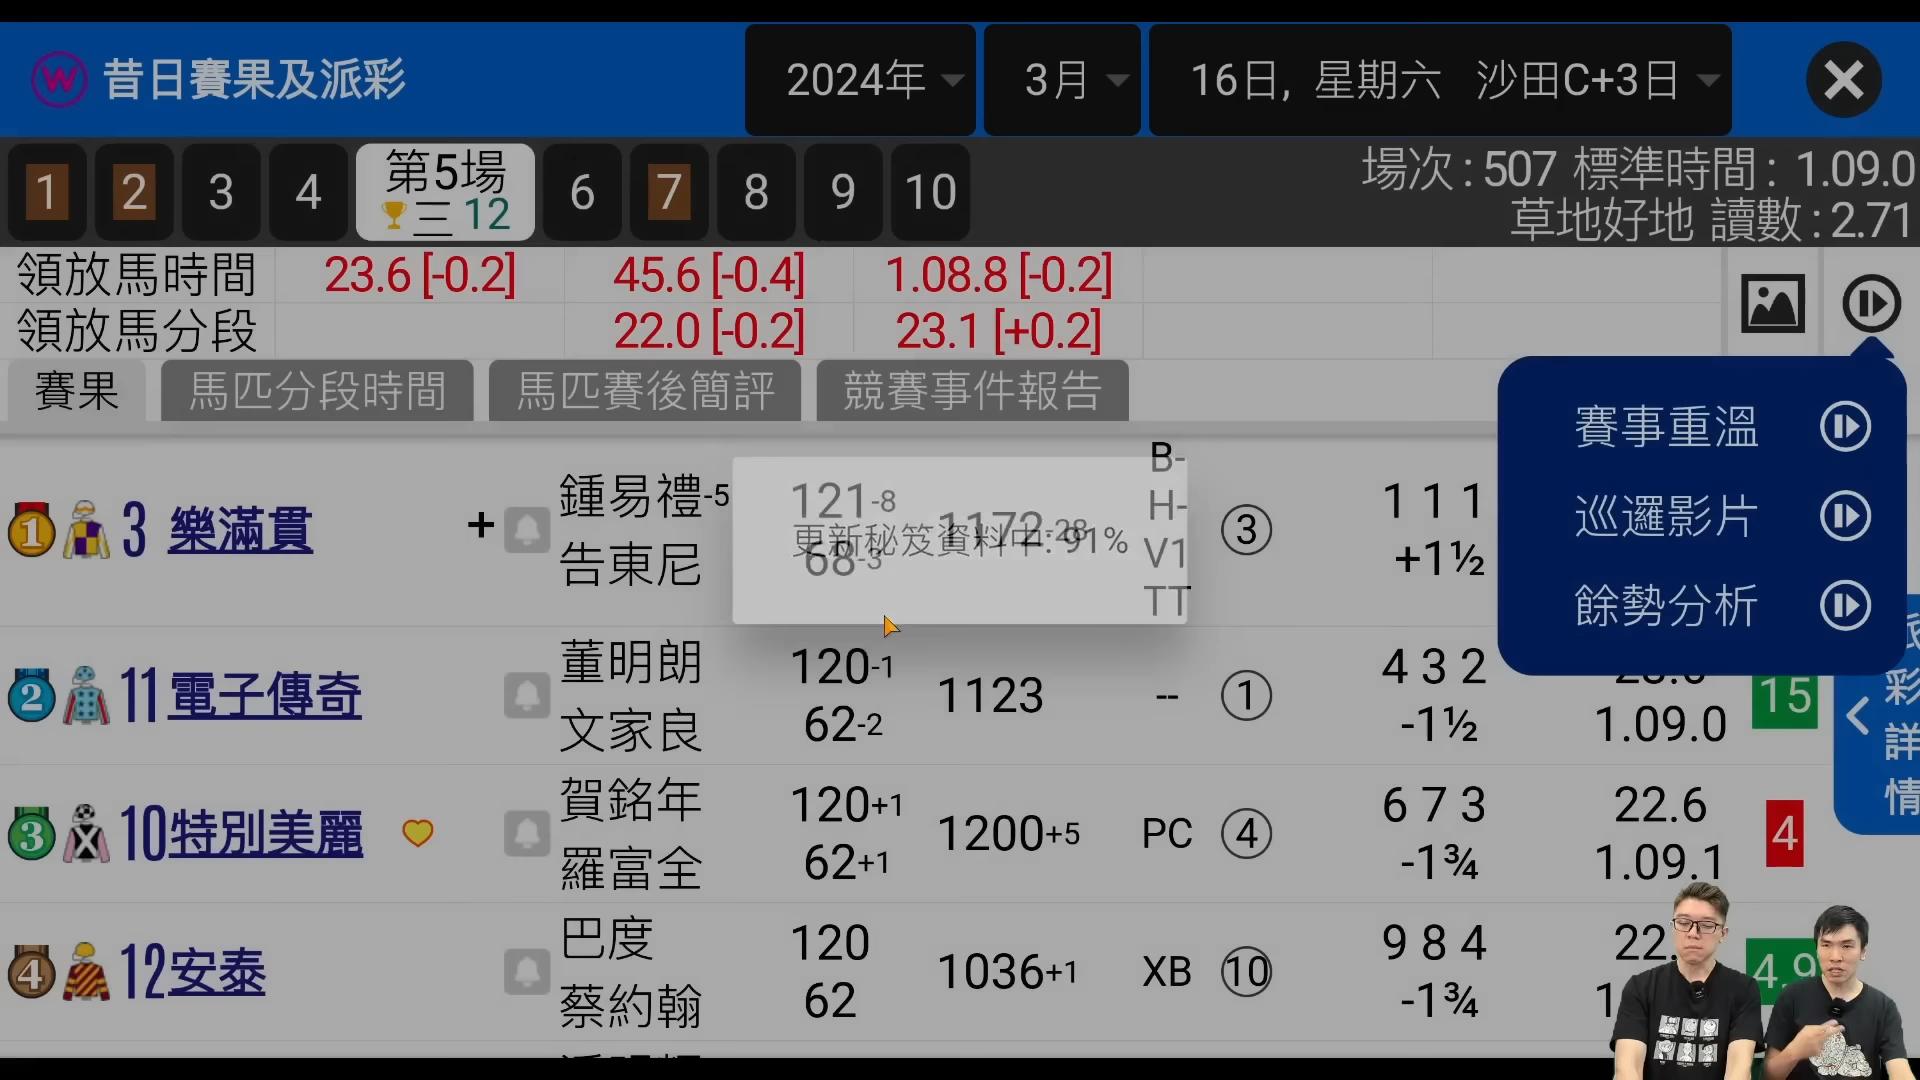 昔日賽果及派彩
2024年
3月
16日, 星期六 沙田C+3日
1
2
3
4
第5場
三 12
6
7
8
9
10
場次 : 507 標準時間 : 1.09.0
草地好地 讀數 : 2.71
領放馬時間 23.6 [-0.2] 45.6 [-0.4] 1.08.8 [-0.2]
領放馬分段 22.0 [-0.2] 23.1 [+0.2]
賽果
馬匹分段時間
馬匹賽後簡評
競賽事件報告
賽事重溫
巡邏影片
餘勢分析
1 3 樂滿貫 +
鍾易禮-5
告東尼
121-8
68-3
1172-28
更新秘笈資料中: 91%
B-
H-
V1
TT
3
1 1 1
+1½
2 11 電子傳奇
董明朗
文家良
120-1
62-2
1123
--
1
4 3 2
-1½
1.09.0
15
3 10 特別美麗
賀銘年
羅富全
120+1
62+1
1200+5
PC
4
6 7 3
-1¾
22.6
1.09.1
4
4 12 安泰
巴度
蔡約翰
120
62
1036+1
XB
10
9 8 4
-1¾
22.
1
4.9
派彩詳情